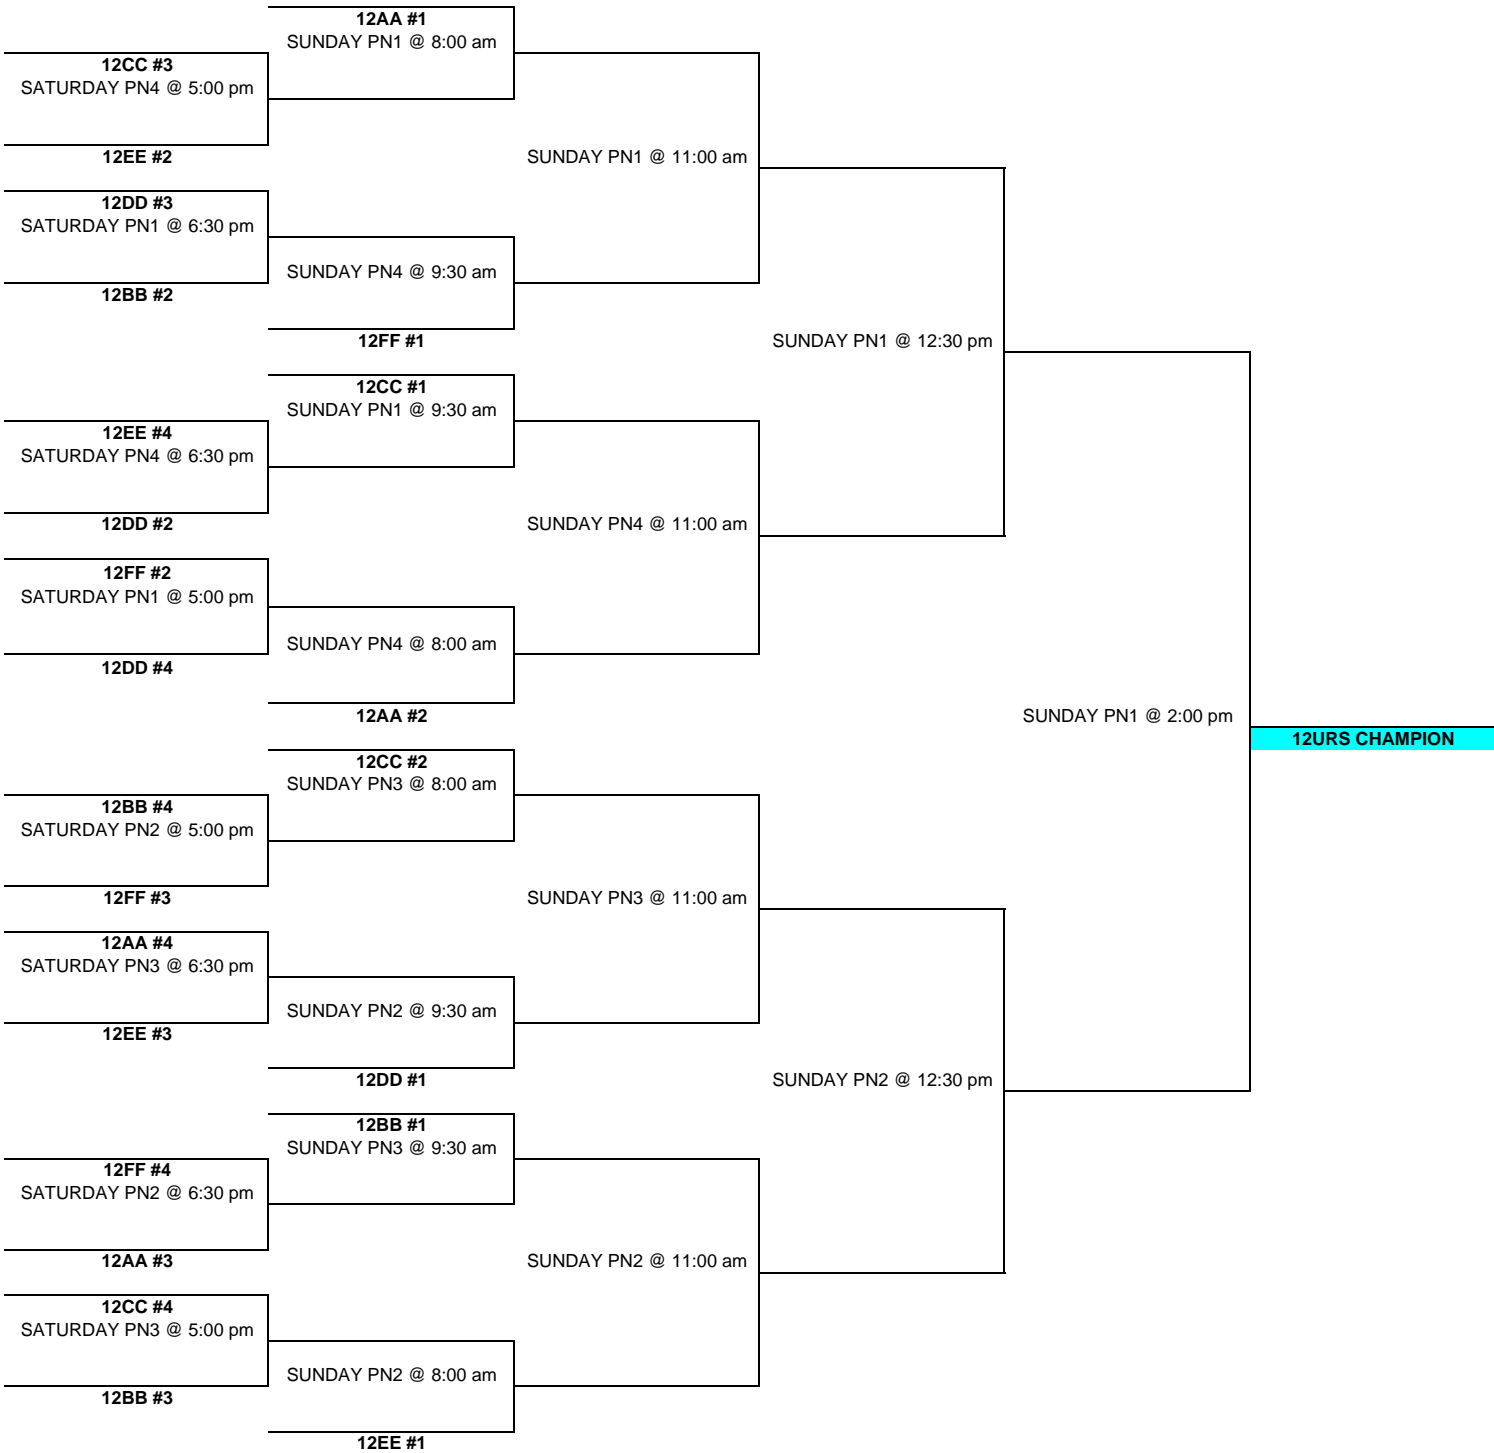 12AA #1
SUNDAY PN1 @ 8:00 am
12CC #3
SATURDAY PN4 @ 5:00 pm
12EE #2
SUNDAY PN1 @ 11:00 am
12DD #3
SATURDAY PN1 @ 6:30 pm
SUNDAY PN4 @ 9:30 am
12BB #2
12FF #1
SUNDAY PN1 @ 12:30 pm
12CC #1
SUNDAY PN1 @ 9:30 am
12EE #4
SATURDAY PN4 @ 6:30 pm
12DD #2
SUNDAY PN4 @ 11:00 am
12FF #2
SATURDAY PN1 @ 5:00 pm
SUNDAY PN4 @ 8:00 am
12DD #4
12AA #2
SUNDAY PN1 @ 2:00 pm
12URS CHAMPION
12CC #2
SUNDAY PN3 @ 8:00 am
12BB #4
SATURDAY PN2 @ 5:00 pm
12FF #3
SUNDAY PN3 @ 11:00 am
12AA #4
SATURDAY PN3 @ 6:30 pm
SUNDAY PN2 @ 9:30 am
12EE #3
12DD #1
SUNDAY PN2 @ 12:30 pm
12BB #1
SUNDAY PN3 @ 9:30 am
12FF #4
SATURDAY PN2 @ 6:30 pm
12AA #3
SUNDAY PN2 @ 11:00 am
12CC #4
SATURDAY PN3 @ 5:00 pm
SUNDAY PN2 @ 8:00 am
12BB #3
12EE #1